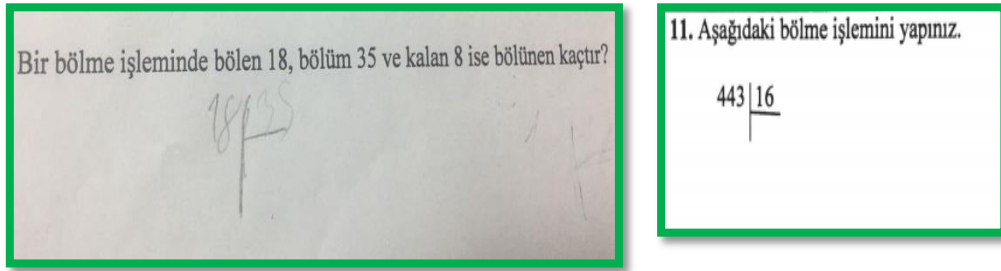 Bir bölme işleminde bölen 18, bölüm 35 ve kalan 8 ise bölünen kaçtır?
18 35
11. Aşağıdaki bölme işlemini yapınız.
443 16